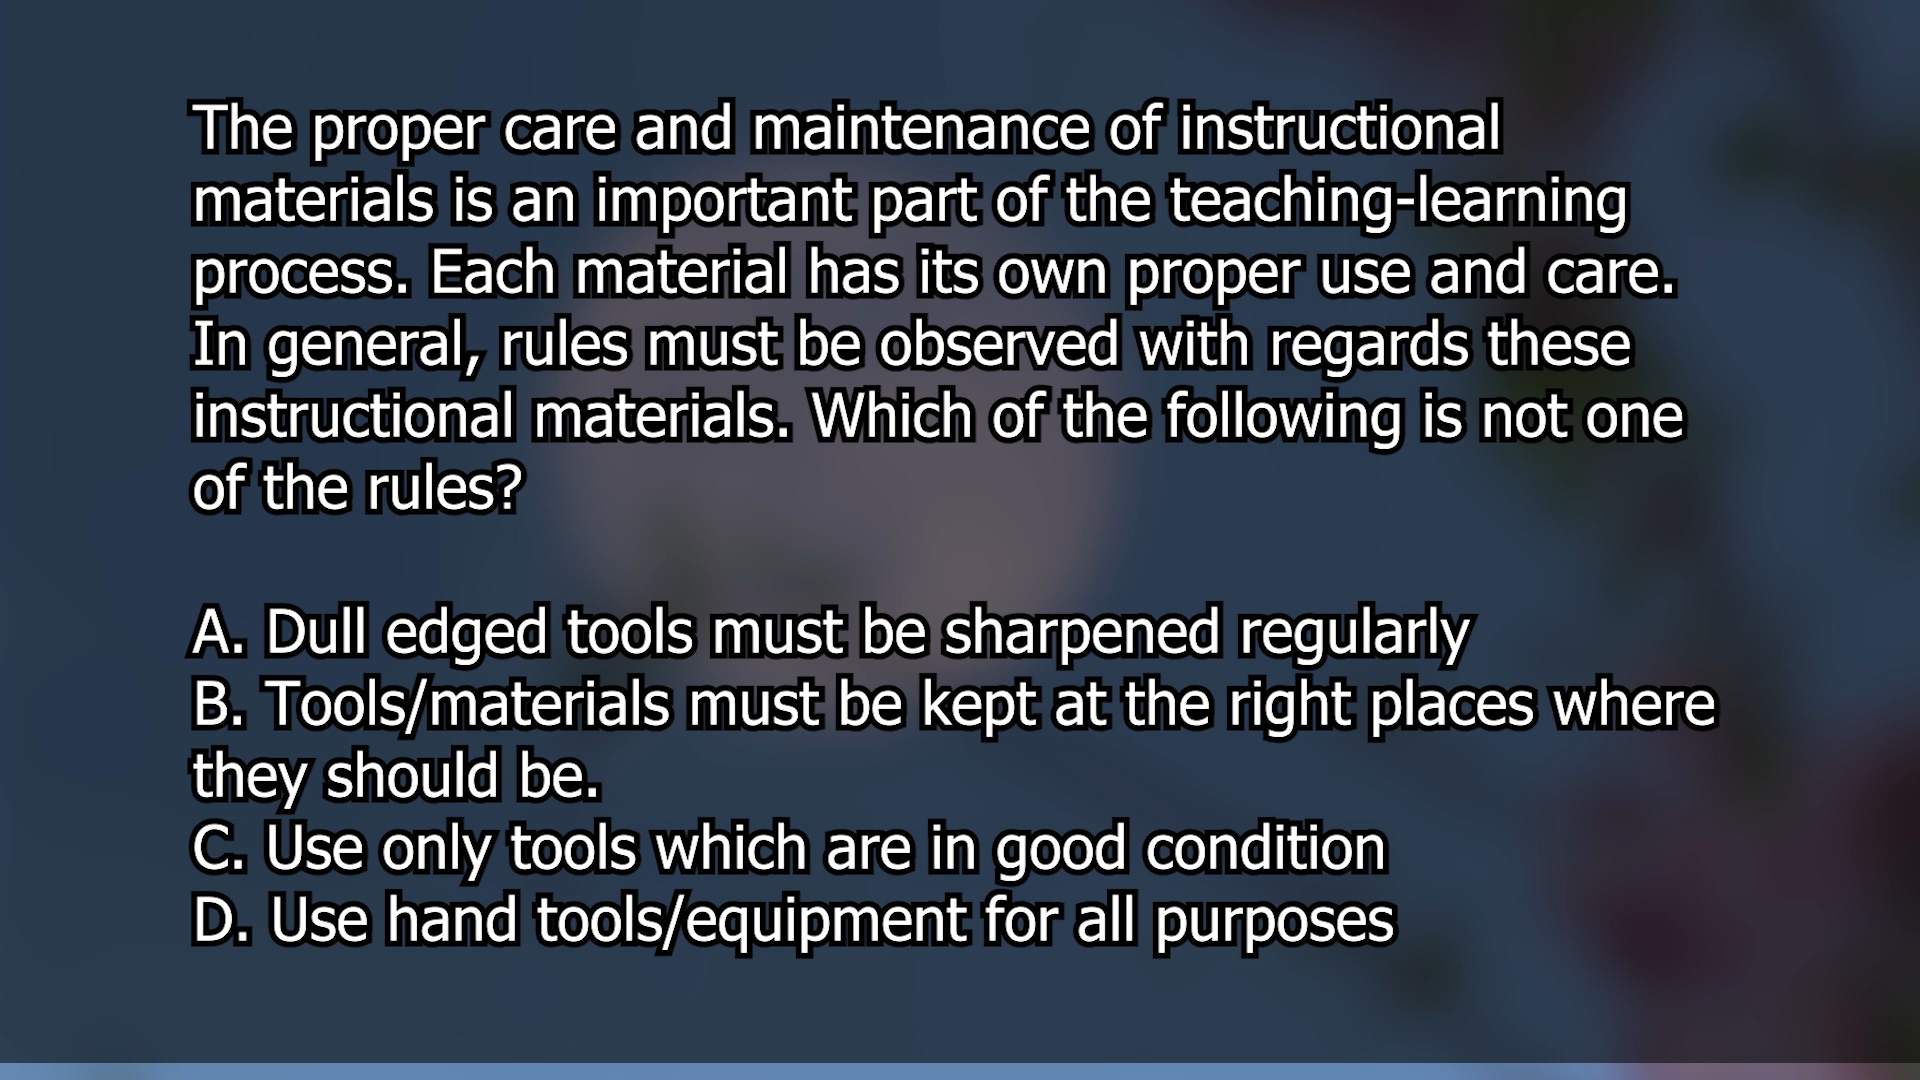 The proper care and maintenance of instructional
materials is an important part of the teaching-learning
process. Each material has its own proper use and care.
In general, rules must be observed with regards these
instructional materials. Which of the following is not one
of the rules?
A. Dull edged tools must be sharpened regularly
B. Tools/materials must be kept at the right places where
they should be.
C. Use only tools which are in good condition
D. Use hand tools/equipment for all purposes